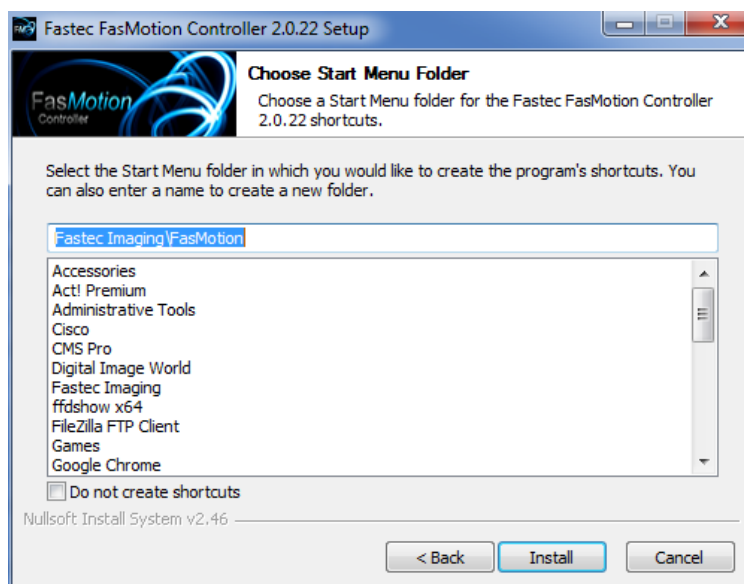 Fastec FasMotion Controller 2.0.22 Setup
FasMotion
Controller
Choose Start Menu Folder
Choose a Start Menu folder for the Fastec FasMotion Controller
2.0.22 shortcuts.
Select the Start Menu folder in which you would like to create the program's shortcuts. You
can also enter a name to create a new folder.
Fastec Imaging\FasMotion
Accessories
Act! Premium
Administrative Tools
Cisco
CMS Pro
Digital Image World
Fastec Imaging
ffdshow x64
FileZilla FTP Client
Games
Google Chrome
Do not create shortcuts
Nullsoft Install System v2.46
< Back
Install
Cancel